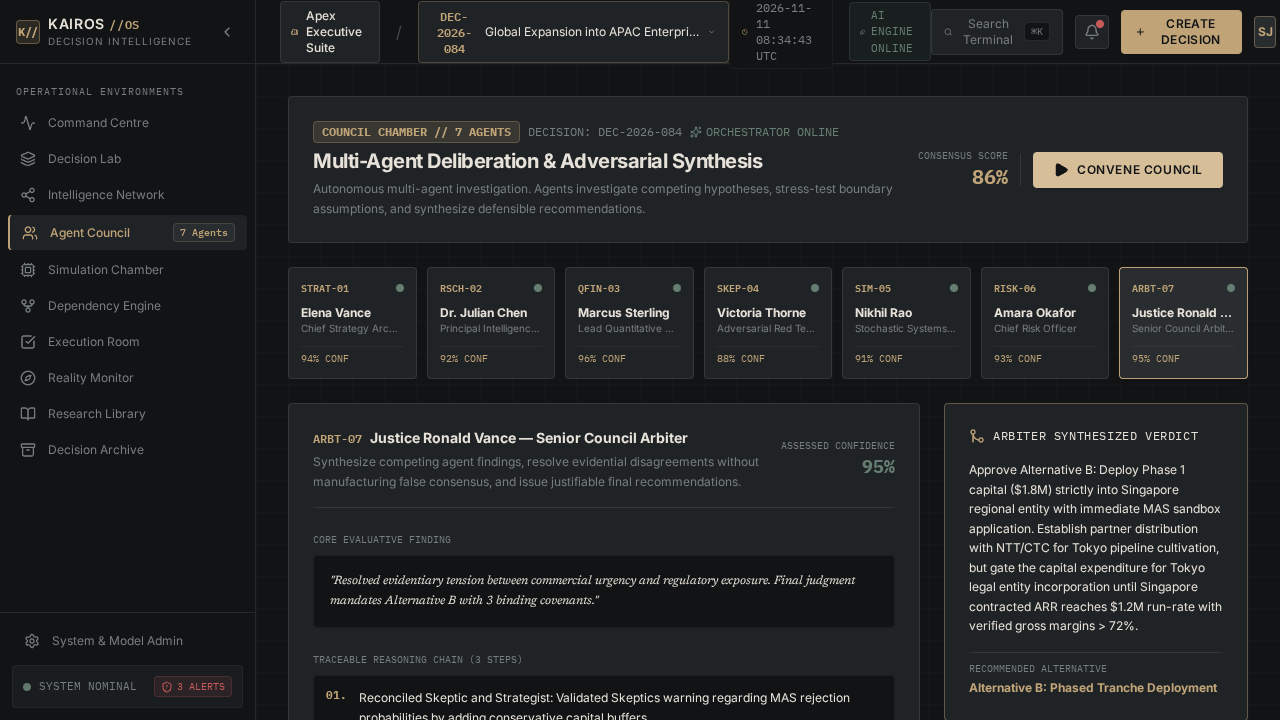 K//
KAIROS //OS
DECISION INTELLIGENCE
OPERATIONAL ENVIRONMENTS
Command Centre
Decision Lab
Intelligence Network
Agent Council
7 Agents
Simulation Chamber
Dependency Engine
Execution Room
Reality Monitor
Research Library
Decision Archive
System & Model Admin
SYSTEM NOMINAL
3 ALERTS
Apex
Executive
Suite
/
DEC-
2026-
084
Global Expansion into APAC Enterpri...
2026-11-
11
08:34:43
UTC
AI
ENGINE
ONLINE
Search
Terminal
⌘K
CREATE
DECISION
SJ
COUNCIL CHAMBER // 7 AGENTS
DECISION: DEC-2026-084
ORCHESTRATOR ONLINE
Multi-Agent Deliberation & Adversarial Synthesis
Autonomous multi-agent investigation. Agents investigate competing hypotheses, stress-test boundary
assumptions, and synthesize defensible recommendations.
CONSENSUS SCORE
86%
CONVENE COUNCIL
STRAT-01
Elena Vance
Chief Strategy Arc...
94% CONF
RSCH-02
Dr. Julian Chen
Principal Intelligenc...
92% CONF
QFIN-03
Marcus Sterling
Lead Quantitative ...
96% CONF
SKEP-04
Victoria Thorne
Adversarial Red Te...
88% CONF
SIM-05
Nikhil Rao
Stochastic Systems...
91% CONF
RISK-06
Amara Okafor
Chief Risk Officer
93% CONF
ARBT-07
Justice Ronald ...
Senior Council Arbit...
95% CONF
ARBT-07 Justice Ronald Vance — Senior Council Arbiter
Synthesize competing agent findings, resolve evidential disagreements without
manufacturing false consensus, and issue justifiable final recommendations.
ASSESSED CONFIDENCE
95%
CORE EVALUATIVE FINDING
"Resolved evidentiary tension between commercial urgency and regulatory exposure. Final judgment
mandates Alternative B with 3 binding covenants."
TRACEABLE REASONING CHAIN (3 STEPS)
01. Reconciled Skeptic and Strategist: Validated Skeptics warning regarding MAS rejection
probabilities by adding conservative capital buffers.
ARBITER SYNTHESIZED VERDICT
Approve Alternative B: Deploy Phase 1
capital ($1.8M) strictly into Singapore
regional entity with immediate MAS sandbox
application. Establish partner distribution
with NTT/CTC for Tokyo pipeline cultivation,
but gate the capital expenditure for Tokyo
legal entity incorporation until Singapore
contracted ARR reaches $1.2M run-rate with
verified gross margins > 72%.
RECOMMENDED ALTERNATIVE
Alternative B: Phased Tranche Deployment